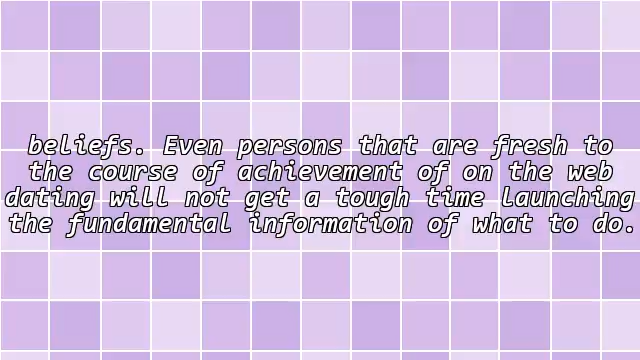 beliefs. Even persons that are fresh to
the course of achievement of on the web
dating will not get a tough time launching
the fundamental information of what to do.